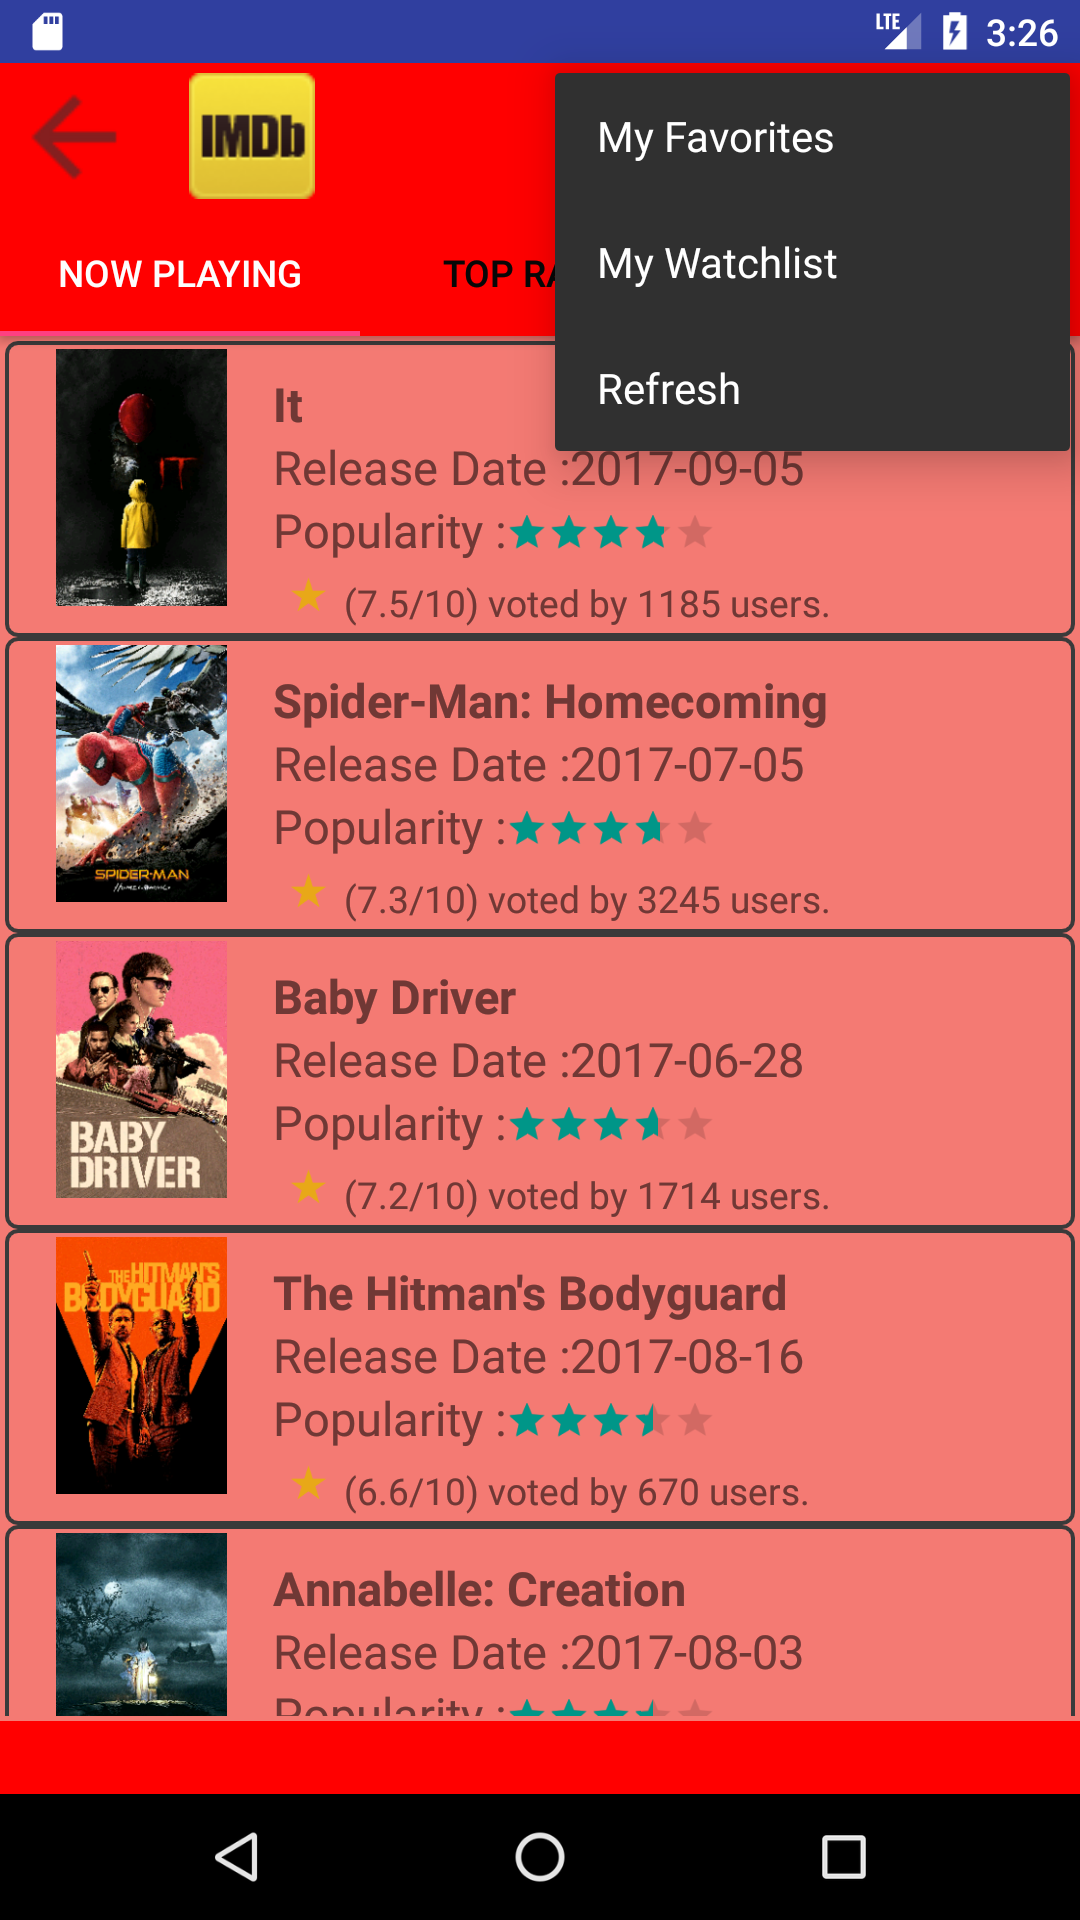 LTE 3:26
IMDb
My Favorites
My Watchlist
Refresh
NOW PLAYING
TOP RA
IT
It
Release Date :2017-09-05
Popularity :
(7.5/10) voted by 1185 users.
SPIDER-MAN
Spider-Man: Homecoming
Release Date :2017-07-05
Popularity :
(7.3/10) voted by 3245 users.
BABY
DRIVER
Baby Driver
Release Date :2017-06-28
Popularity :
(7.2/10) voted by 1714 users.
THE HITMAN'S
BODYGUARD
The Hitman's Bodyguard
Release Date :2017-08-16
Popularity :
(6.6/10) voted by 670 users.
Annabelle: Creation
Release Date :2017-08-03
Popularity :